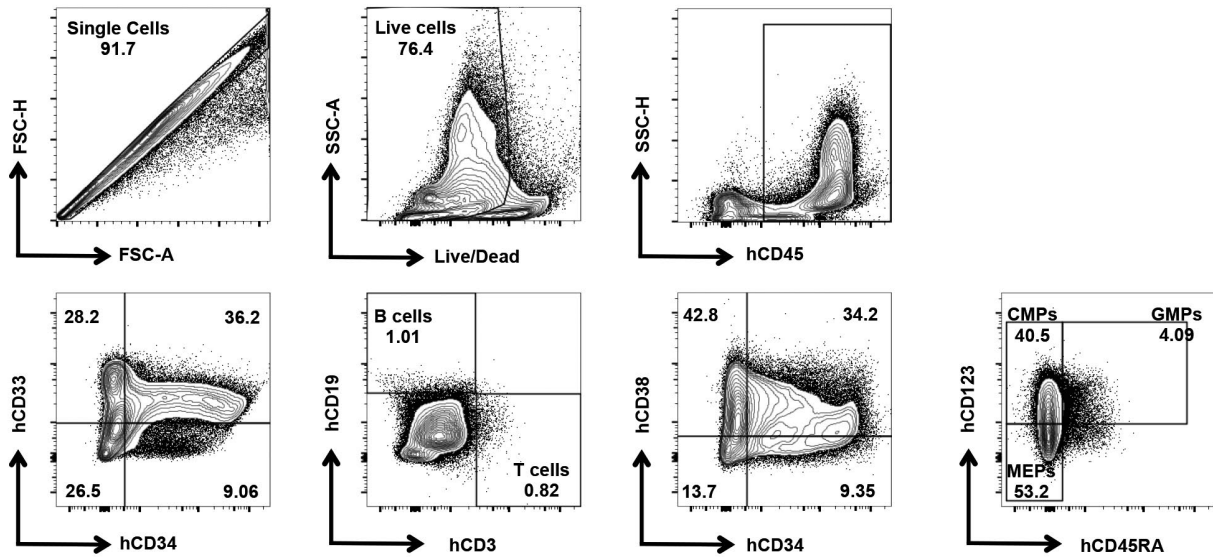 Single Cells
91.7
FSC-H
FSC-A
Live cells
76.4
SSC-A
Live/Dead
SSC-H
hCD45
28.2
36.2
hCD33
26.5
9.06
hCD34
B cells
1.01
hCD19
T cells
0.82
hCD3
42.8
34.2
hCD38
13.7
9.35
hCD34
CMPs
40.5
GMPs
4.09
hCD123
MEPs
53.2
hCD45RA